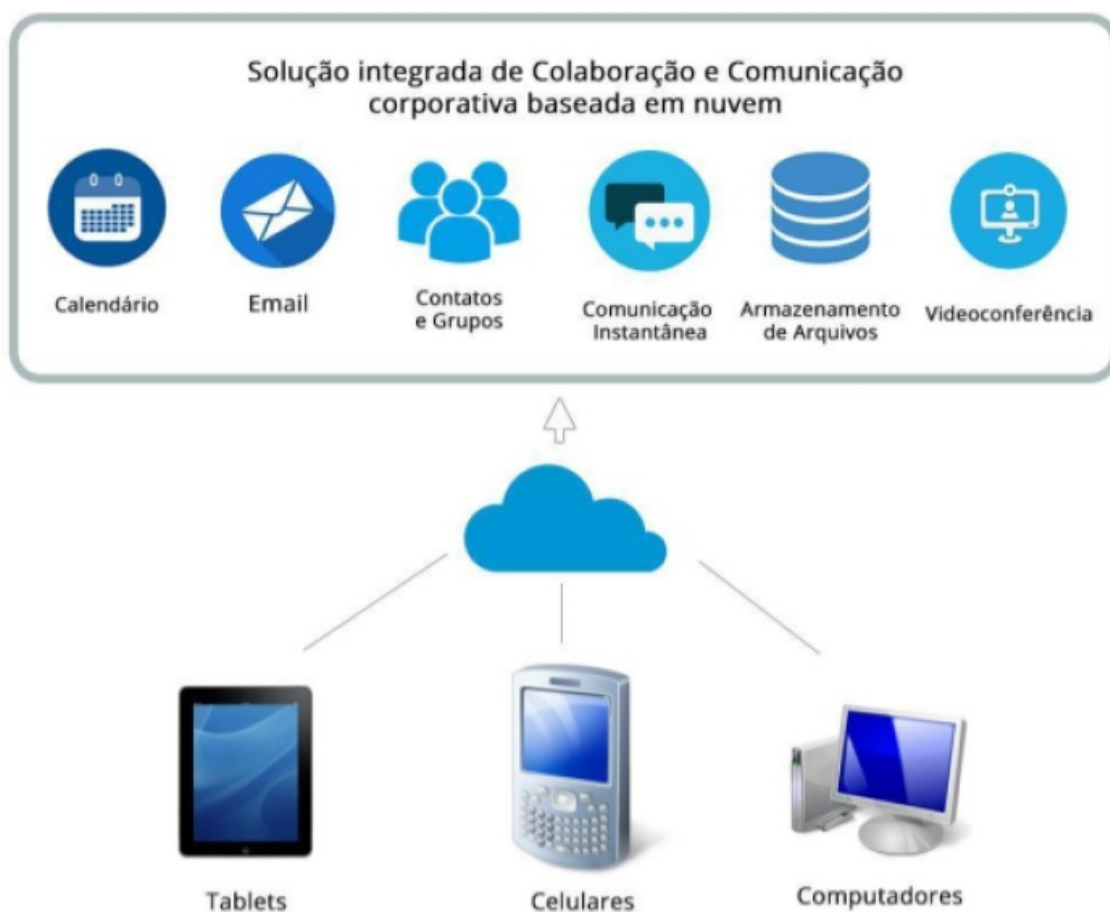 Solução integrada de Colaboração e Comunicação
corporativa baseada em nuvem
Calendário
Email
Contatos
e Grupos
Comunicação
Instantânea
Armazenamento
de Arquivos
Videoconferência
Tablets
Celulares
Computadores